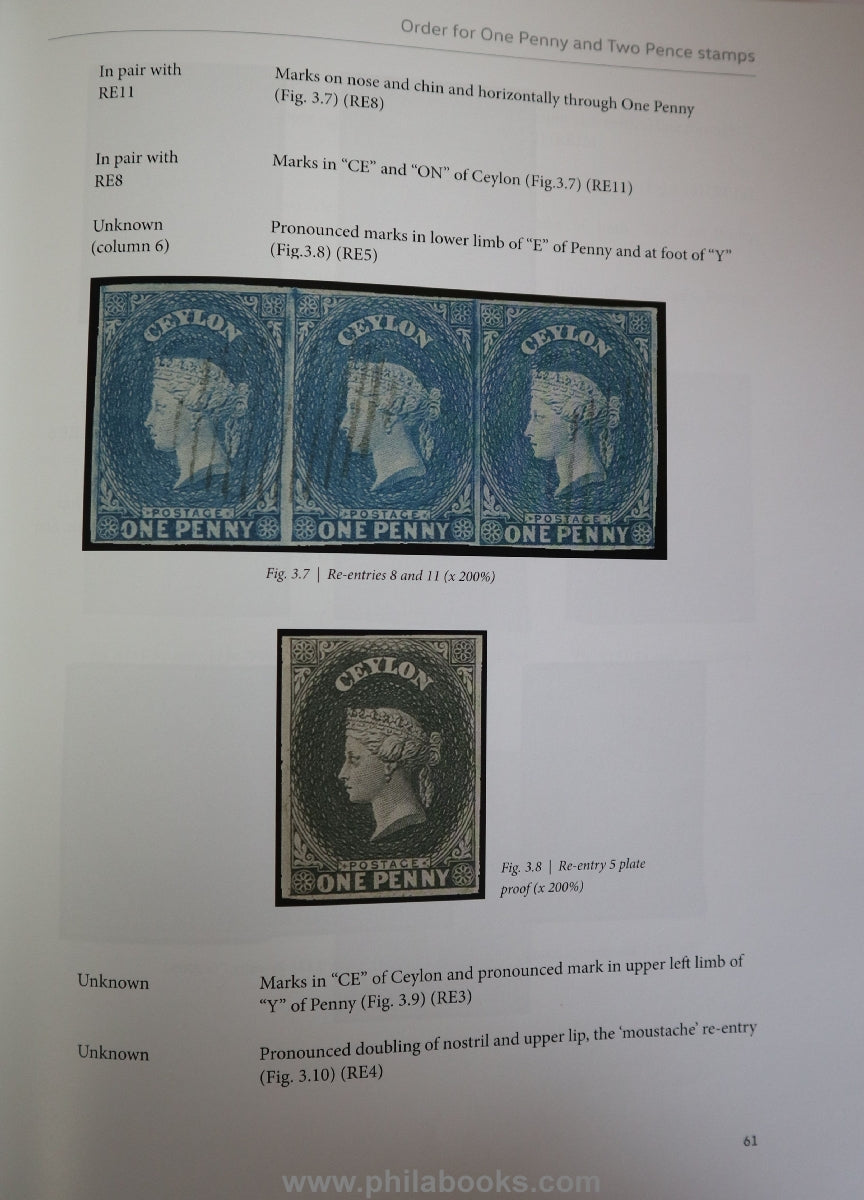 Order for One Penny and Two Pence stamps
In pair with
RE11
Marks on nose and chin and horizontally through One Penny
(Fig. 3.7) (RE8)
In pair with
RE8
Marks in “CE” and “ON” of Ceylon (Fig.3.7) (RE11)
Unknown
(column 6)
Pronounced marks in lower limb of “E” of Penny and at foot of “Y”
(Fig.3.8) (RE5)
CEYLON
POSTAGE
ONE PENNY
CEYLON
POSTAGE
ONE PENNY
CEYLON
POSTAGE
ONE PENNY
Fig. 3.7 | Re-entries 8 and 11 (x 200%)
CEYLON
POSTAGE
ONE PENNY
Fig. 3.8 | Re-entry 5 plate
proof (x 200%)
Unknown
Marks in “CE” of Ceylon and pronounced mark in upper left limb of
“Y” of Penny (Fig. 3.9) (RE3)
Unknown
Pronounced doubling of nostril and upper lip, the ‘moustache’ re-entry
(Fig. 3.10) (RE4)
61
www.philabooks.com